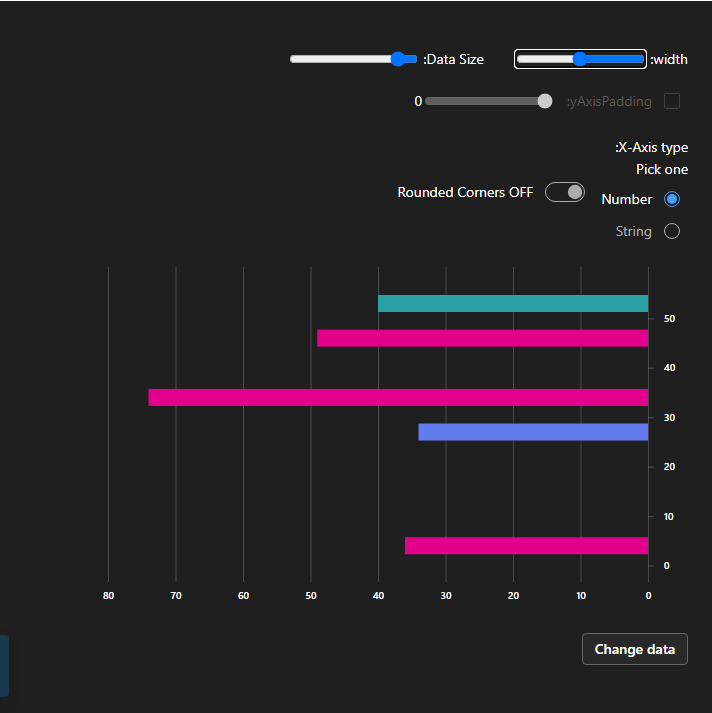 :width
:Data Size
:yAxisPadding
0
:X-Axis type
Pick one
Number
Rounded Corners OFF
String
50
40
30
20
10
0
80 70 60 50 40 30 20 10 0
Change data